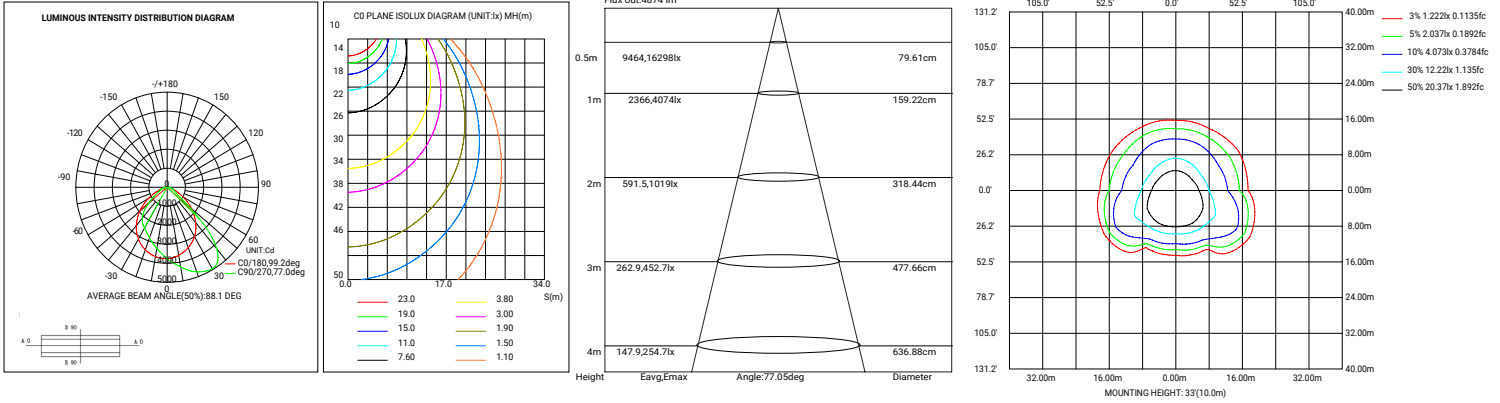 LUMINOUS INTENSITY DISTRIBUTION DIAGRAM
-/+180
-150
150
-120
120
-90
90
-60
60
-30
30
0
0
1000
2000
3000
4000
5000
UNIT:Cd
C0/180,99.2deg
C90/270,77.0deg
AVERAGE BEAM ANGLE(50%):88.1 DEG
B 90
A 0
A 0
B 90
C0 PLANE ISOLUX DIAGRAM (UNIT:lx) MH(m)
10
14
18
22
26
30
34
38
42
46
50
0.0
17.0
34.0
S(m)
23.0
3.80
19.0
3.00
15.0
1.90
11.0
1.50
7.60
1.10
Flux out:4874 lm
0.5m
9464,16298lx
79.61cm
1m
2366,4074lx
159.22cm
2m
591.5,1019lx
318.44cm
3m
262.9,452.7lx
477.66cm
4m
147.9,254.7lx
636.88cm
Height
Eavg,Emax
Angle:77.05deg
Diameter
105.0'
52.5'
0.0'
52.5'
105.0'
131.2'
40.00m
105.0'
32.00m
78.7'
24.00m
52.5'
16.00m
26.2'
8.00m
0.0'
0.00m
26.2'
8.00m
52.5'
16.00m
78.7'
24.00m
105.0'
32.00m
131.2'
40.00m
32.00m
16.00m
0.00m
16.00m
32.00m
MOUNTING HEIGHT: 33'(10.0m)
3% 1.222lx 0.1135fc
5% 2.037lx 0.1892fc
10% 4.073lx 0.3784fc
30% 12.22lx 1.135fc
50% 20.37lx 1.892fc